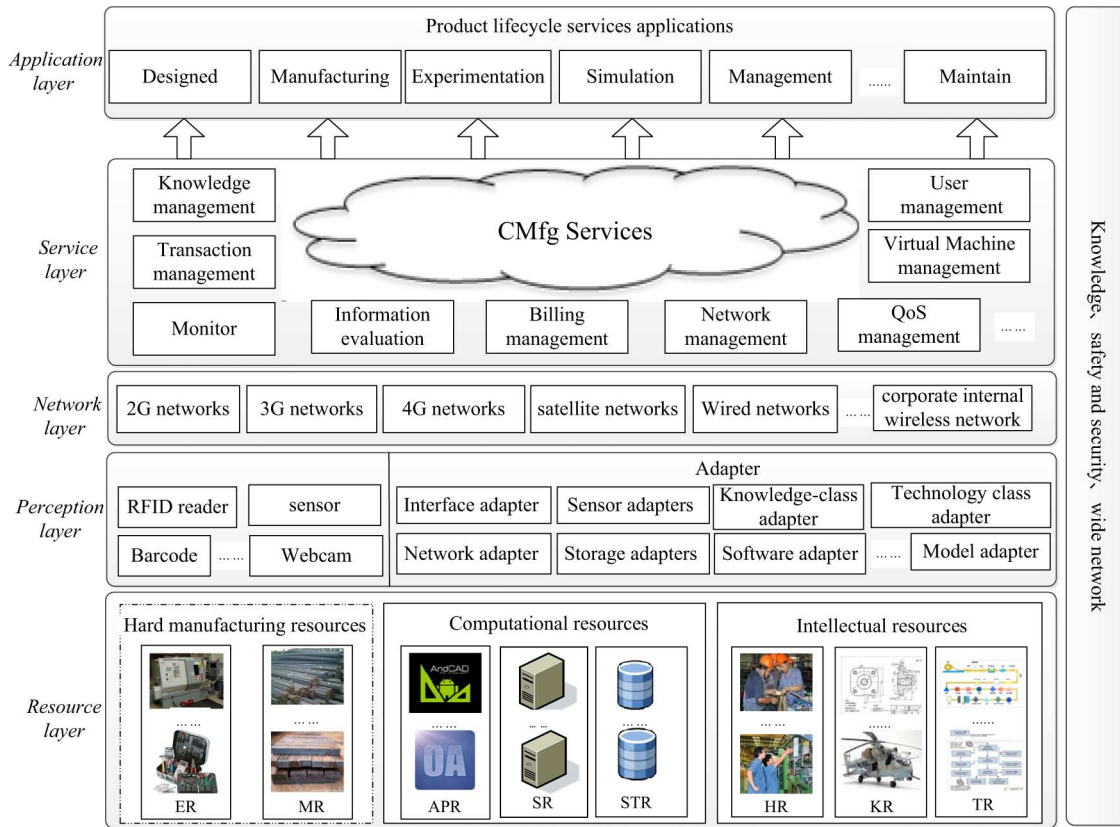 Product lifecycle services applications
Application
layer
Designed
Manufacturing
Experimentation
Simulation
Management
......
Maintain
Service
layer
Knowledge
management
Transaction
management
Monitor
CMfg Services
User
management
Virtual Machine
management
Information
evaluation
Billing
management
Network
management
QoS
management
……
Network
layer
2G networks
3G networks
4G networks
satellite networks
Wired networks
……
corporate internal
wireless network
Perception
layer
RFID reader
sensor
Barcode
……
Webcam
Adapter
Interface adapter
Sensor adapters
Knowledge-class
adapter
Technology class
adapter
Network adapter
Storage adapters
Software adapter
……
Model adapter
Resource
layer
Hard manufacturing resources
……
ER
……
MR
Computational resources
AndCAD
……
OA
APR
……
SR
……
STR
Intellectual resources
……
HR
……
KR
……
TR
Knowledge、safety and security、wide network